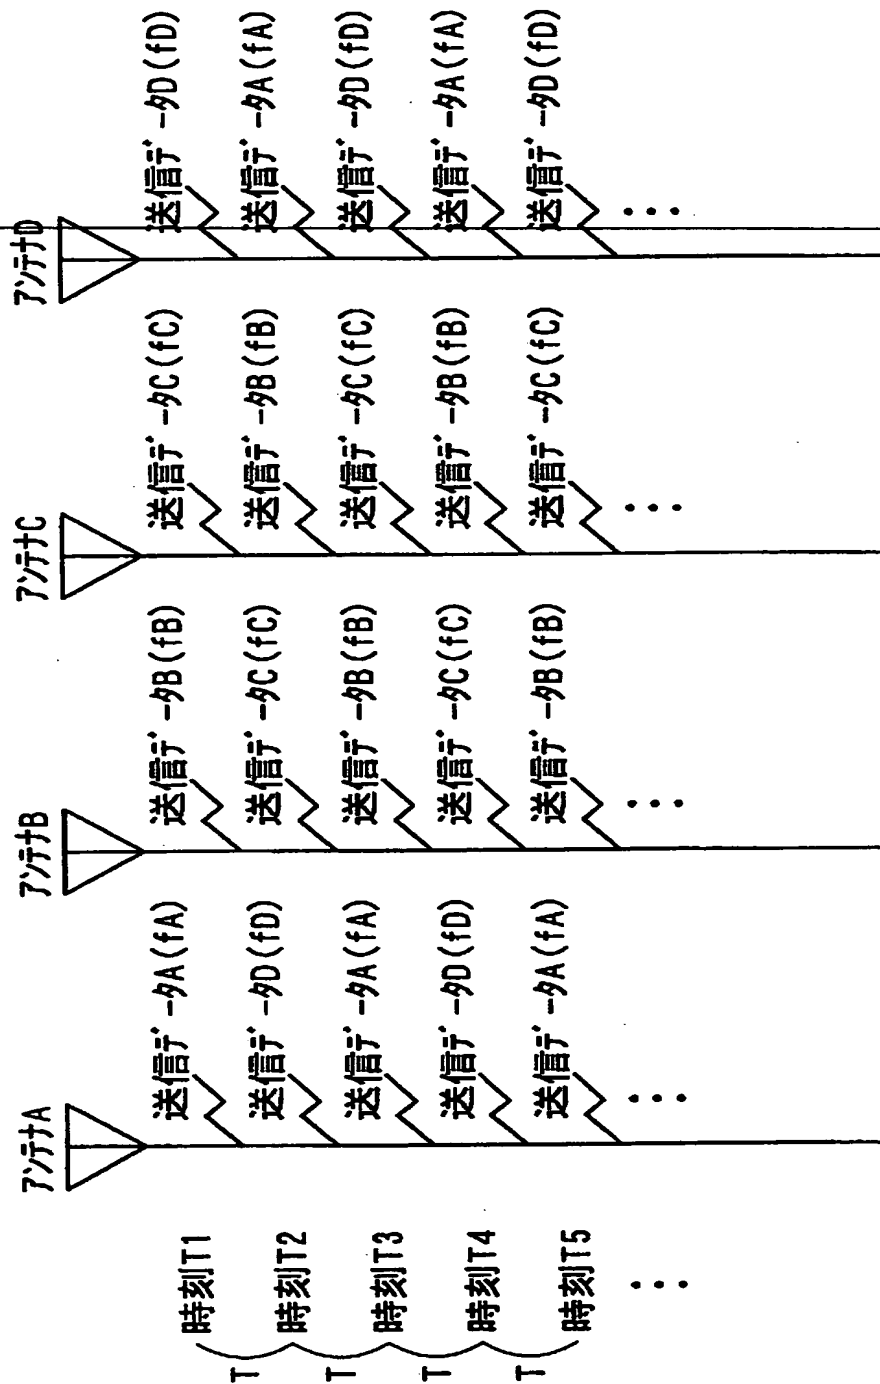 アンテナA アンテナB アンテナC アンテナD
時刻T1 送信データA(fA) 送信データB(fB) 送信データC(fC) 送信データD(fD)
T
時刻T2 送信データD(fD) 送信データC(fC) 送信データB(fB) 送信データA(fA)
T
時刻T3 送信データA(fA) 送信データB(fB) 送信データC(fC) 送信データD(fD)
T
時刻T4 送信データD(fD) 送信データC(fC) 送信データB(fB) 送信データA(fA)
T
時刻T5 送信データA(fA) 送信データB(fB) 送信データC(fC) 送信データD(fD)
... ... ... ... ...